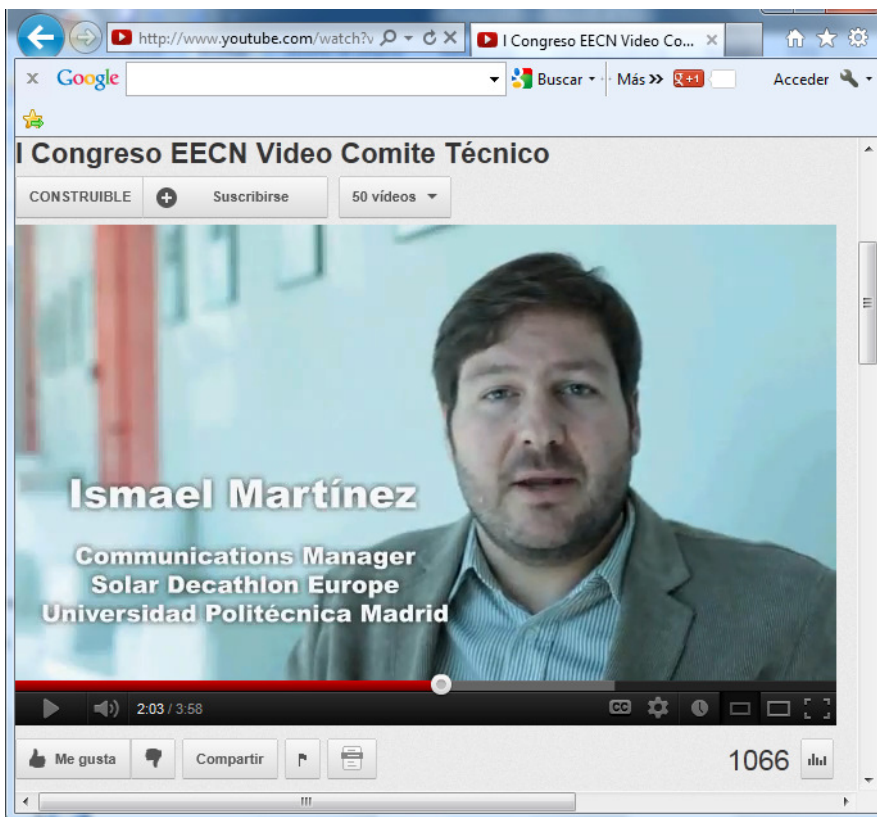 http://www.youtube.com/watch?v
I Congreso EECN Video Co...
Google
Buscar
Más
+1
Acceder
I Congreso EECN Video Comite Técnico
CONSTRUIBLE
Suscribirse
50 vídeos
Ismael Martínez
Communications Manager
Solar Decathlon Europe
Universidad Politécnica Madrid
2:03 / 3:58
CC
Me gusta
Compartir
1066